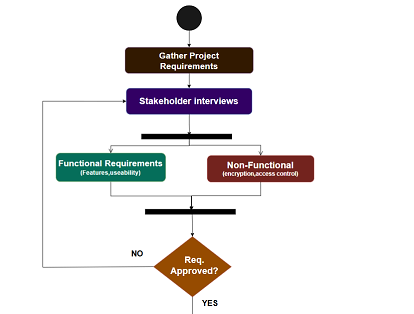 Gather Project
Requirements
Stakeholder interviews
Functional Requirements
(Features,useability)
Non-Functional
(encryption,access control)
Req.
Approved?
NO
YES